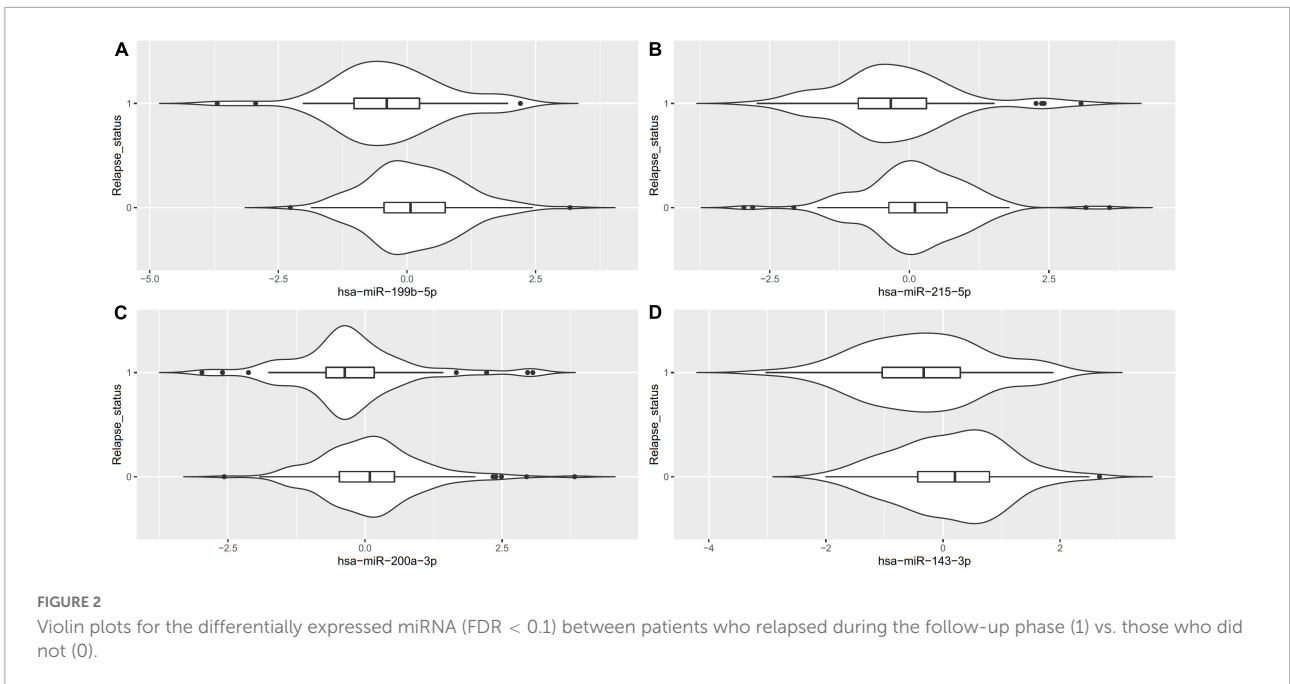 A
Relapse_status
1
0
−5.0 −2.5 0.0 2.5
hsa−miR−199b−5p
B
Relapse_status
1
0
−2.5 0.0 2.5
hsa−miR−215−5p
C
Relapse_status
1
0
−2.5 0.0 2.5
hsa−miR−200a−3p
D
Relapse_status
1
0
−4 −2 0 2
hsa−miR−143−3p
FIGURE 2
Violin plots for the differentially expressed miRNA (FDR < 0.1) between patients who relapsed during the follow-up phase (1) vs. those who did
not (0).